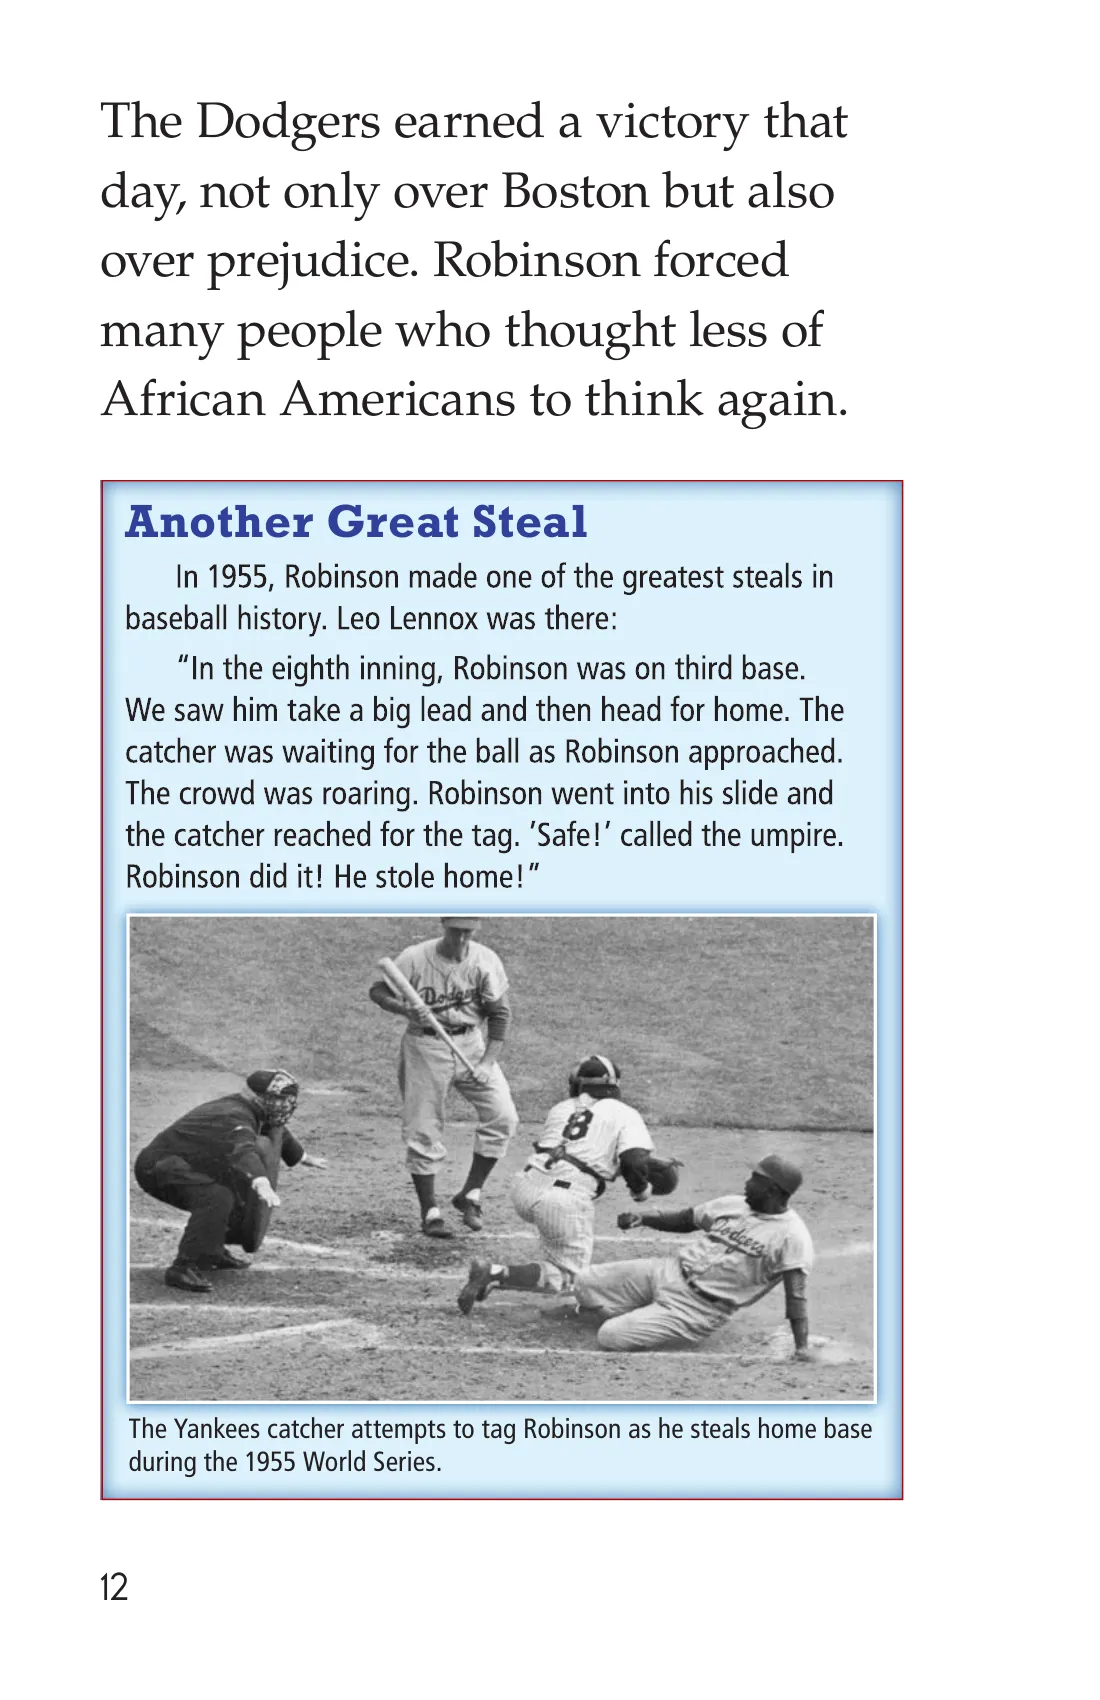 The Dodgers earned a victory that
day, not only over Boston but also
over prejudice. Robinson forced
many people who thought less of
African Americans to think again.
Another Great Steal
In 1955, Robinson made one of the greatest steals in
baseball history. Leo Lennox was there:
“In the eighth inning, Robinson was on third base.
We saw him take a big lead and then head for home. The
catcher was waiting for the ball as Robinson approached.
The crowd was roaring. Robinson went into his slide and
the catcher reached for the tag. ’Safe!’ called the umpire.
Robinson did it! He stole home!”
Dodgers
8
Dodgers
The Yankees catcher attempts to tag Robinson as he steals home base
during the 1955 World Series.
12